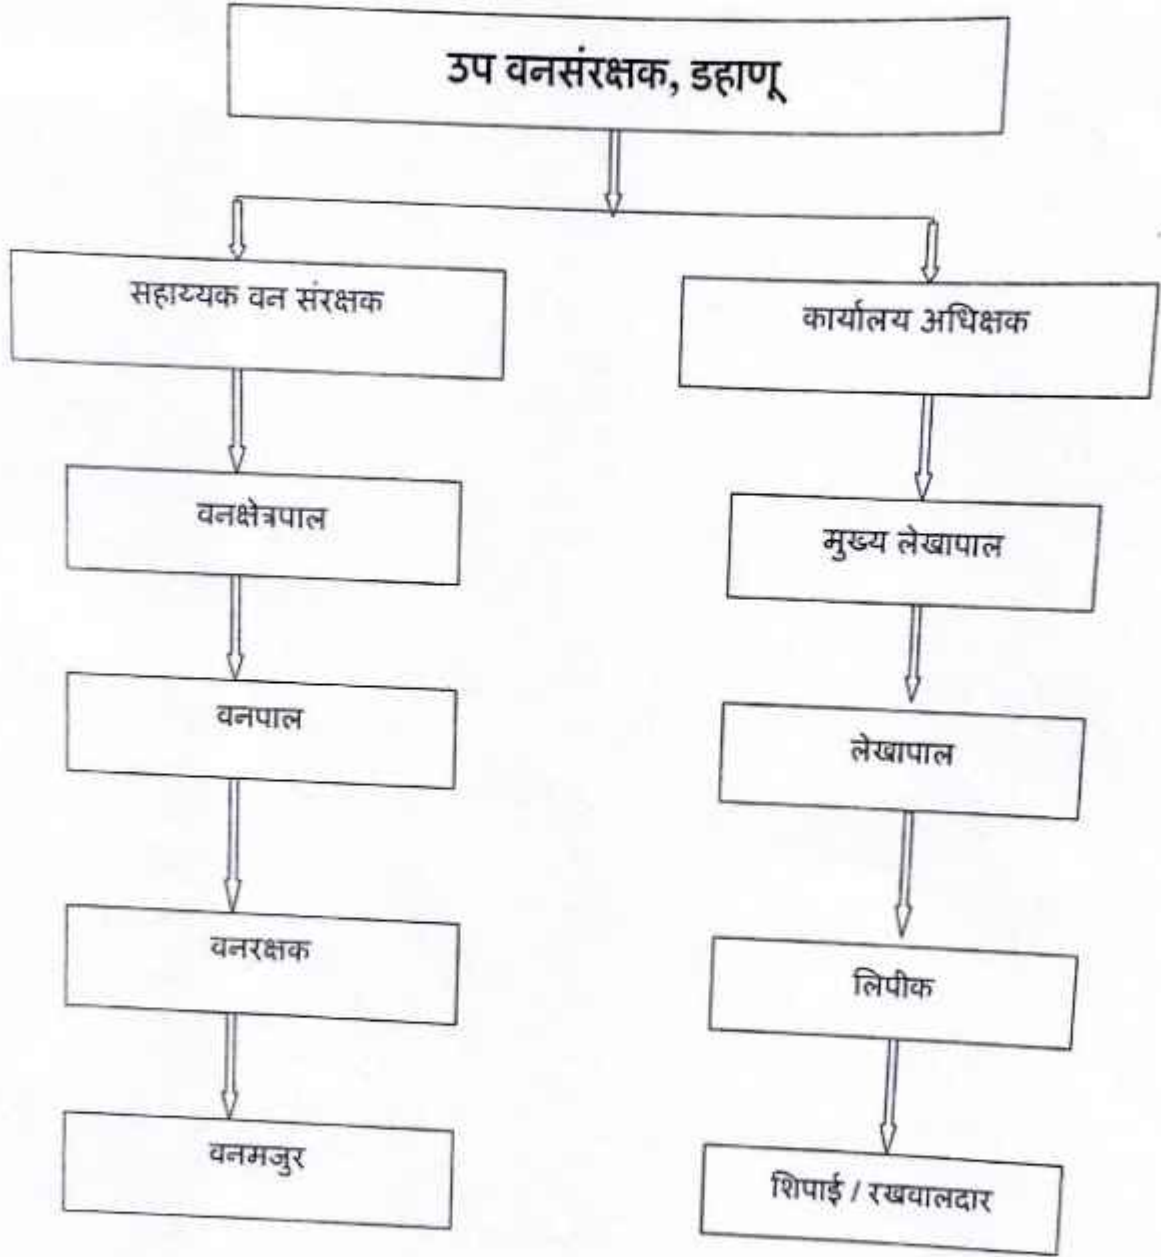 उप वनसंरक्षक, डहाणू
सहाय्यक वन संरक्षक
कार्यालय अधिक्षक
वनक्षेत्रपाल
मुख्य लेखापाल
वनपाल
लेखापाल
वनरक्षक
लिपीक
वनमजुर
शिपाई / रखवालदार